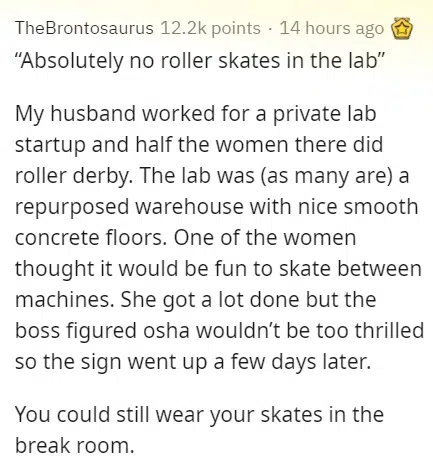 TheBrontosaurus 12.2k points · 14 hours ago
“Absolutely no roller skates in the lab”
My husband worked for a private lab
startup and half the women there did
roller derby. The lab was (as many are) a
repurposed warehouse with nice smooth
concrete floors. One of the women
thought it would be fun to skate between
machines. She got a lot done but the
boss figured osha wouldn’t be too thrilled
so the sign went up a few days later.
You could still wear your skates in the
break room.